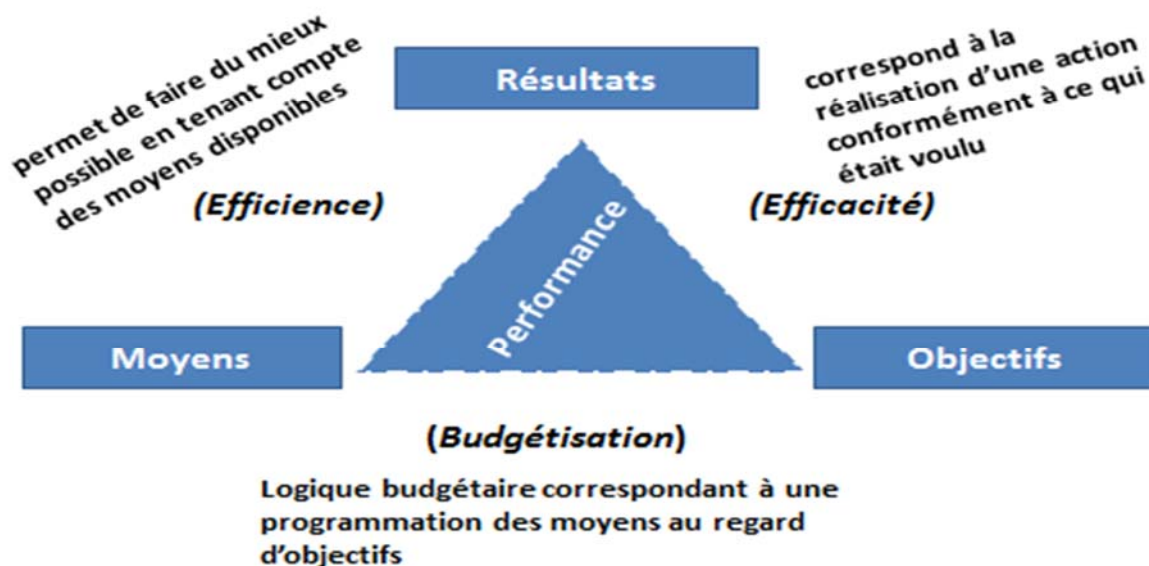 permet de faire du mieux
possible en tenant compte
des moyens disponibles
Résultats
correspond à la
réalisation d'une action
conformément à ce qui
était voulu
(Efficience)
(Efficacité)
Performance
Moyens
Objectifs
(Budgétisation)
Logique budgétaire correspondant à une
programmation des moyens au regard
d'objectifs